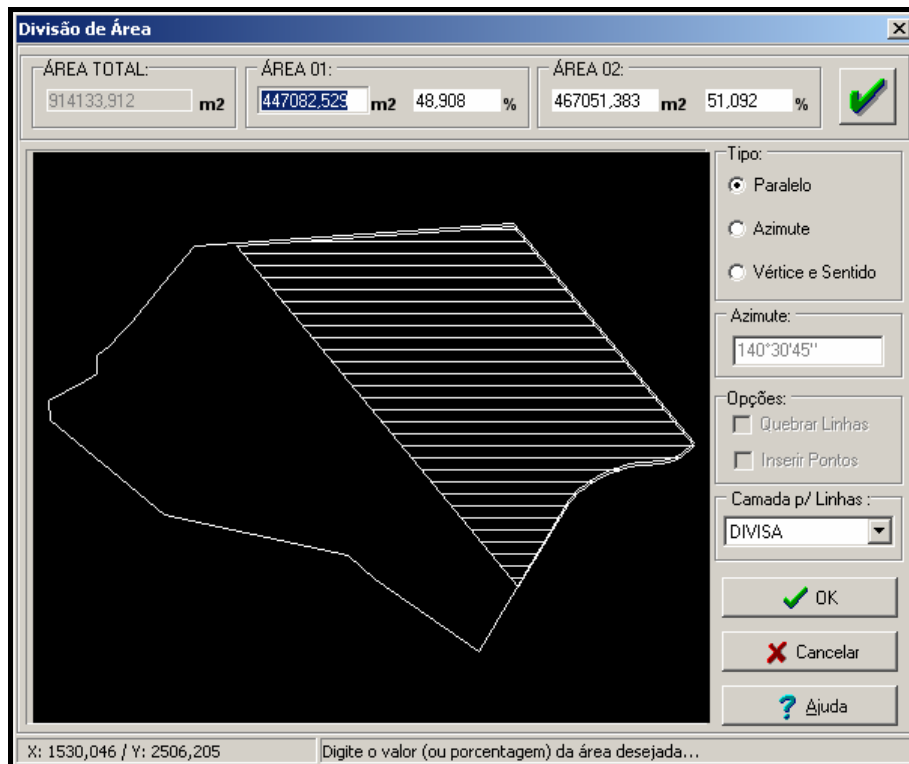 Divisão de Área
ÁREA TOTAL:
914133,912 m2
ÁREA 01:
447082,529 m2 48,908 %
ÁREA 02:
467051,383 m2 51,092 %
Tipo:
Paralelo
Azimute
Vértice e Sentido
Azimute:
140°30'45''
Opções:
Quebrar Linhas
Inserir Pontos
Camada p/ Linhas :
DIVISA
OK
Cancelar
Ajuda
X: 1530,046 / Y: 2506,205
Digite o valor (ou porcentagem) da área desejada...